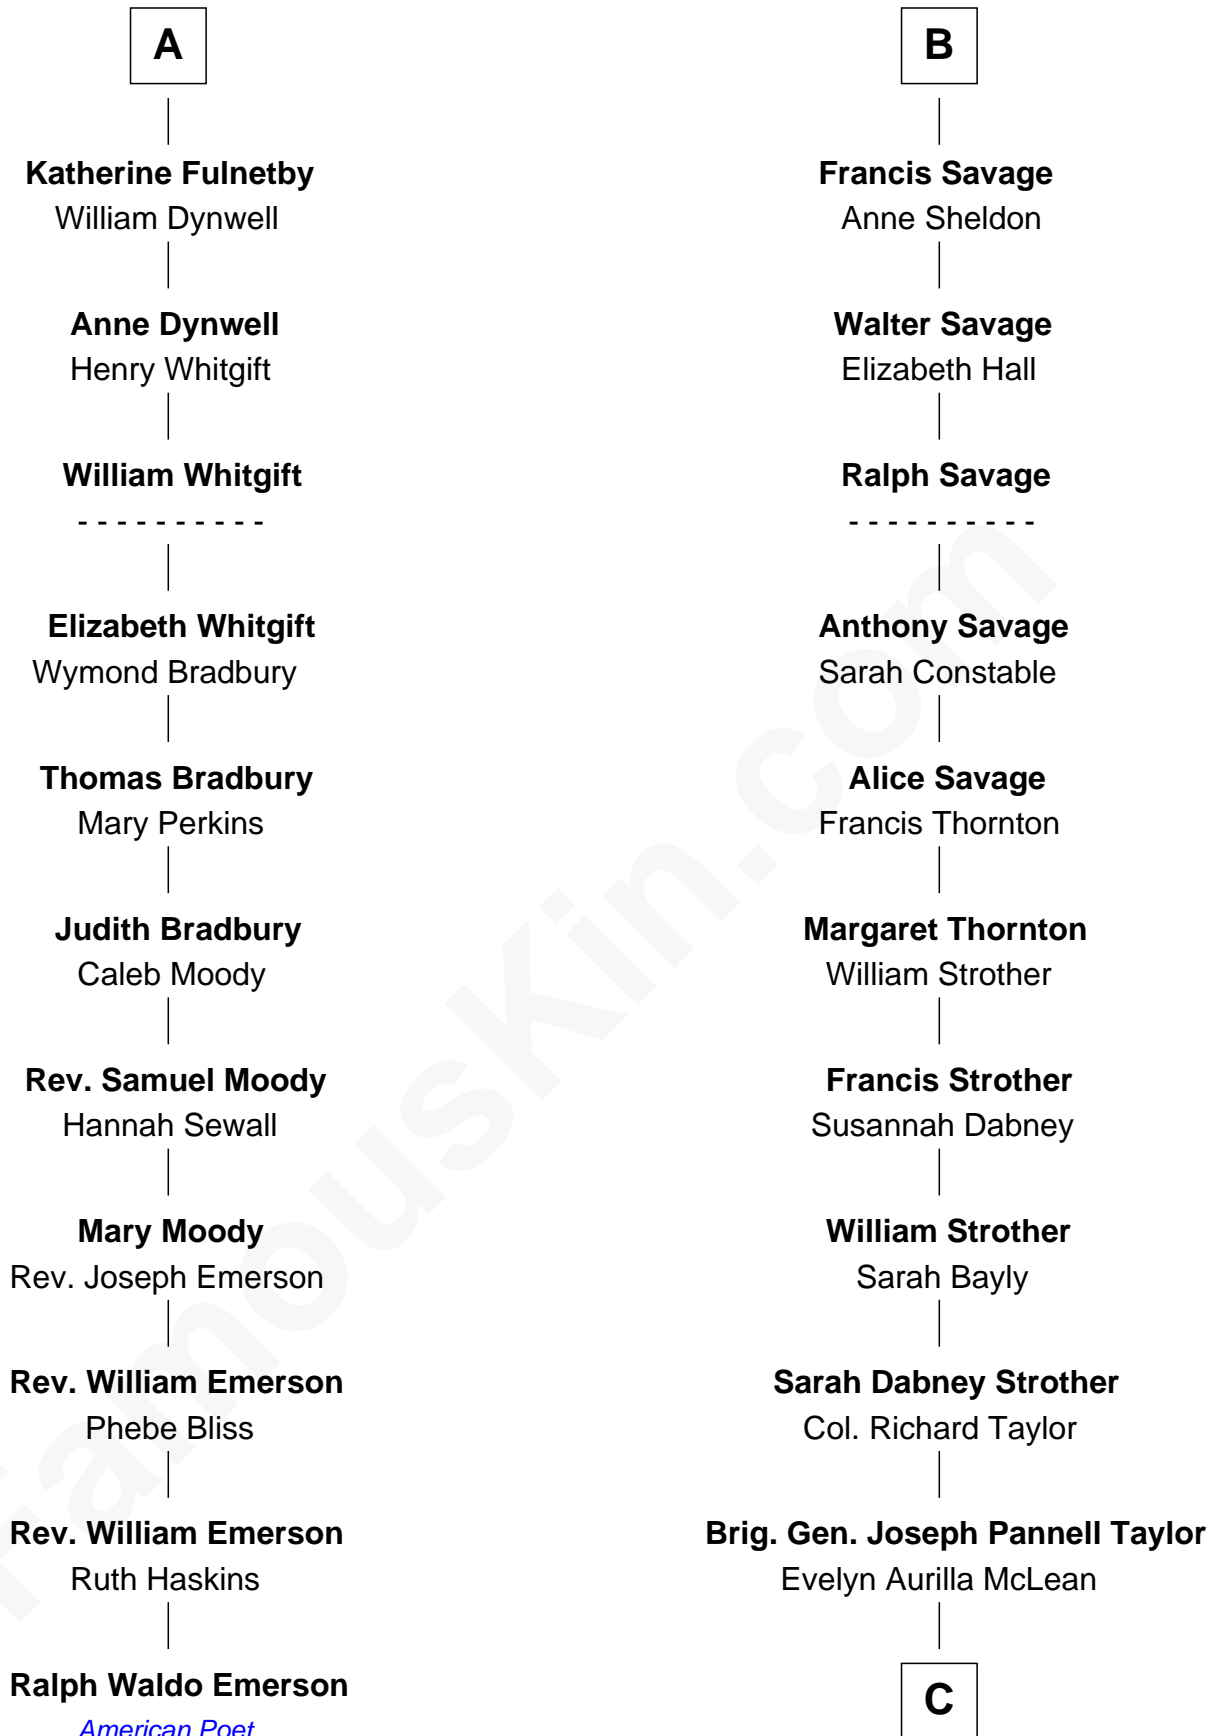 A
Katherine Fulnetby
William Dynwell
Anne Dynwell
Henry Whitgift
William Whitgift
- - - - - - - - - -
Elizabeth Whitgift
Wymond Bradbury
Thomas Bradbury
Mary Perkins
Judith Bradbury
Caleb Moody
Rev. Samuel Moody
Hannah Sewall
Mary Moody
Rev. Joseph Emerson
Rev. William Emerson
Phebe Bliss
Rev. William Emerson
Ruth Haskins
Ralph Waldo Emerson
American Poet
B
Francis Savage
Anne Sheldon
Walter Savage
Elizabeth Hall
Ralph Savage
- - - - - - - - - -
Anthony Savage
Sarah Constable
Alice Savage
Francis Thornton
Margaret Thornton
William Strother
Francis Strother
Susannah Dabney
William Strother
Sarah Bayly
Sarah Dabney Strother
Col. Richard Taylor
Brig. Gen. Joseph Pannell Taylor
Evelyn Aurilla McLean
C
FamousKin.com